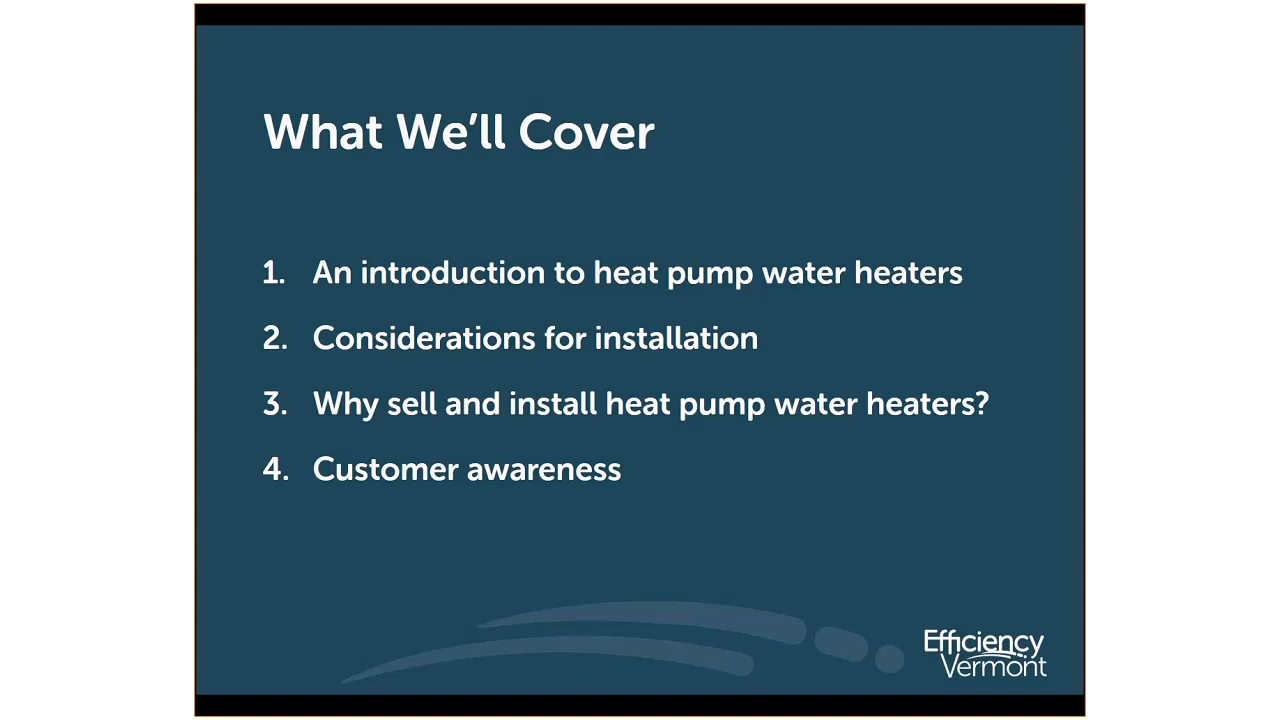 What We'll Cover
1. An introduction to heat pump water heaters
2. Considerations for installation
3. Why sell and install heat pump water heaters?
4. Customer awareness
Efficiency
Vermont